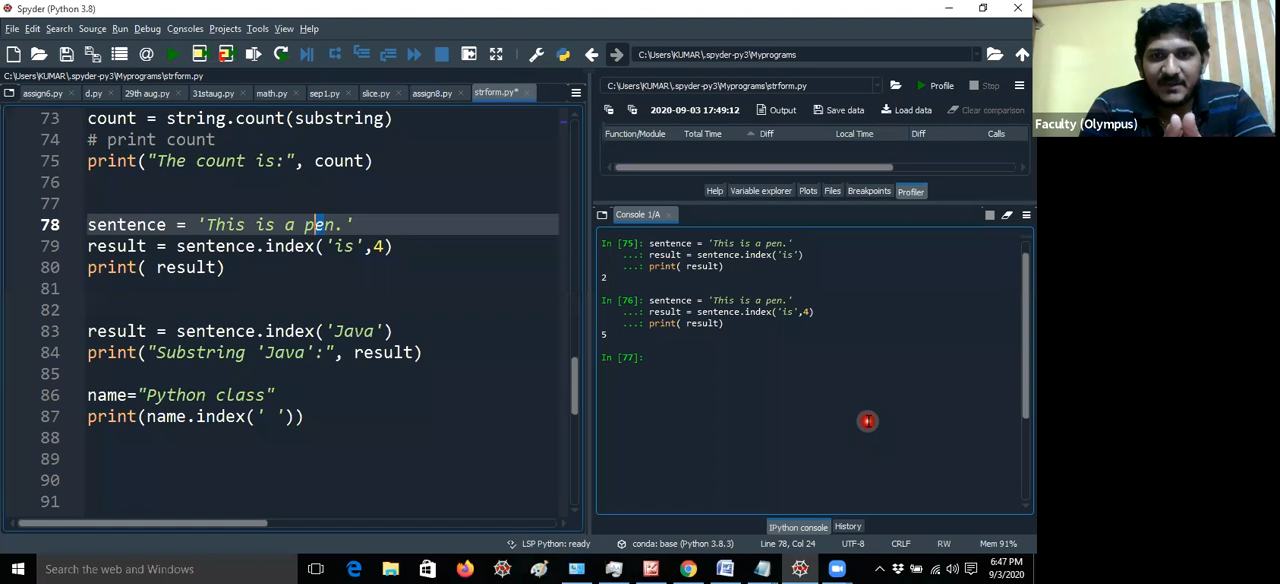 Spyder (Python 3.8)
File Edit Search Source Run Debug Consoles Projects Tools View Help
C:\Users\KUMAR\.spyder-py3\Myprograms
C:\Users\KUMAR\.spyder-py3\Myprograms\strform.py
assign6.py d.py 29th aug.py 31staug.py math.py sep1.py slice.py assign8.py strform.py*
73 count = string.count(substring)
74 # print count
75 print("The count is:", count)
76
77
78 sentence = 'This is a pen.'
79 result = sentence.index('is',4)
80 print( result)
81
82
83 result = sentence.index('Java')
84 print("Substring 'Java':", result)
85
86 name="Python class"
87 print(name.index(' '))
88
89
90
91
C:\Users\KUMAR\.spyder-py3\Myprograms\strform.py Profile Stop
2020-09-03 17:49:12 Output Save data Load data Clear comparison
Function/Module Total Time Diff Local Time Diff Calls
Help Variable explorer Plots Files Breakpoints Profiler
Console 1/A
In [75]: sentence = 'This is a pen.'
...: result = sentence.index('is')
...: print( result)
2
In [76]: sentence = 'This is a pen.'
...: result = sentence.index('is',4)
...: print( result)
5
In [77]:
IPython console History
LSP Python: ready conda: base (Python 3.8.3) Line 78, Col 24 UTF-8 CRLF RW Mem 91%
Search the web and Windows
6:47 PM
9/3/2020
Faculty (Olympus)